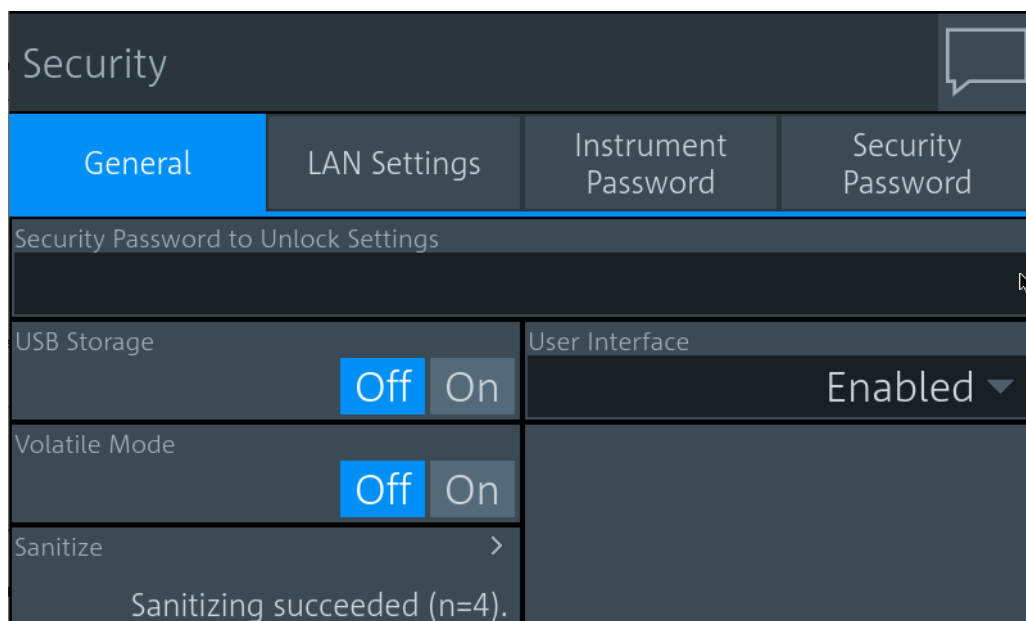 Security
General
LAN Settings
Instrument
Password
Security
Password
Security Password to Unlock Settings
USB Storage
Off On
User Interface
Enabled
Volatile Mode
Off On
Sanitize
Sanitizing succeeded (n=4).